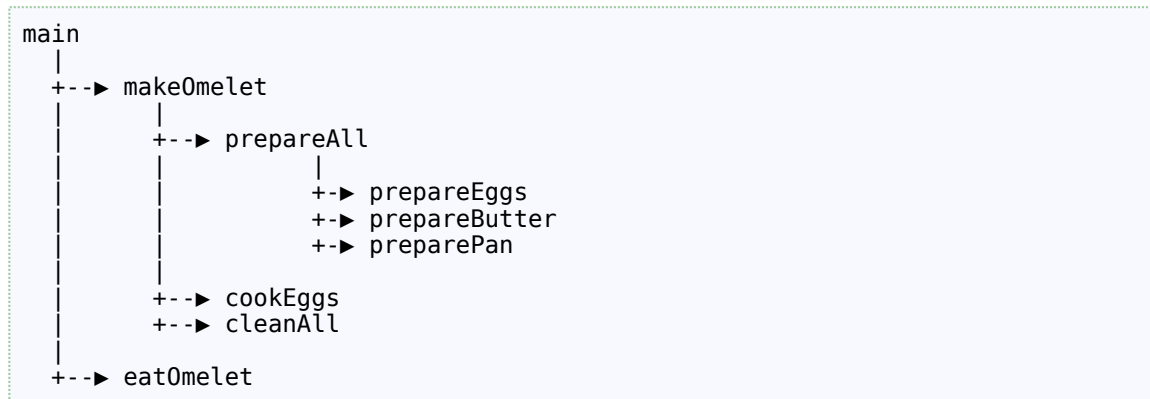 main
makeOmelet
prepareAll
prepareEggs
prepareButter
preparePan
cookEggs
cleanAll
eatOmelet